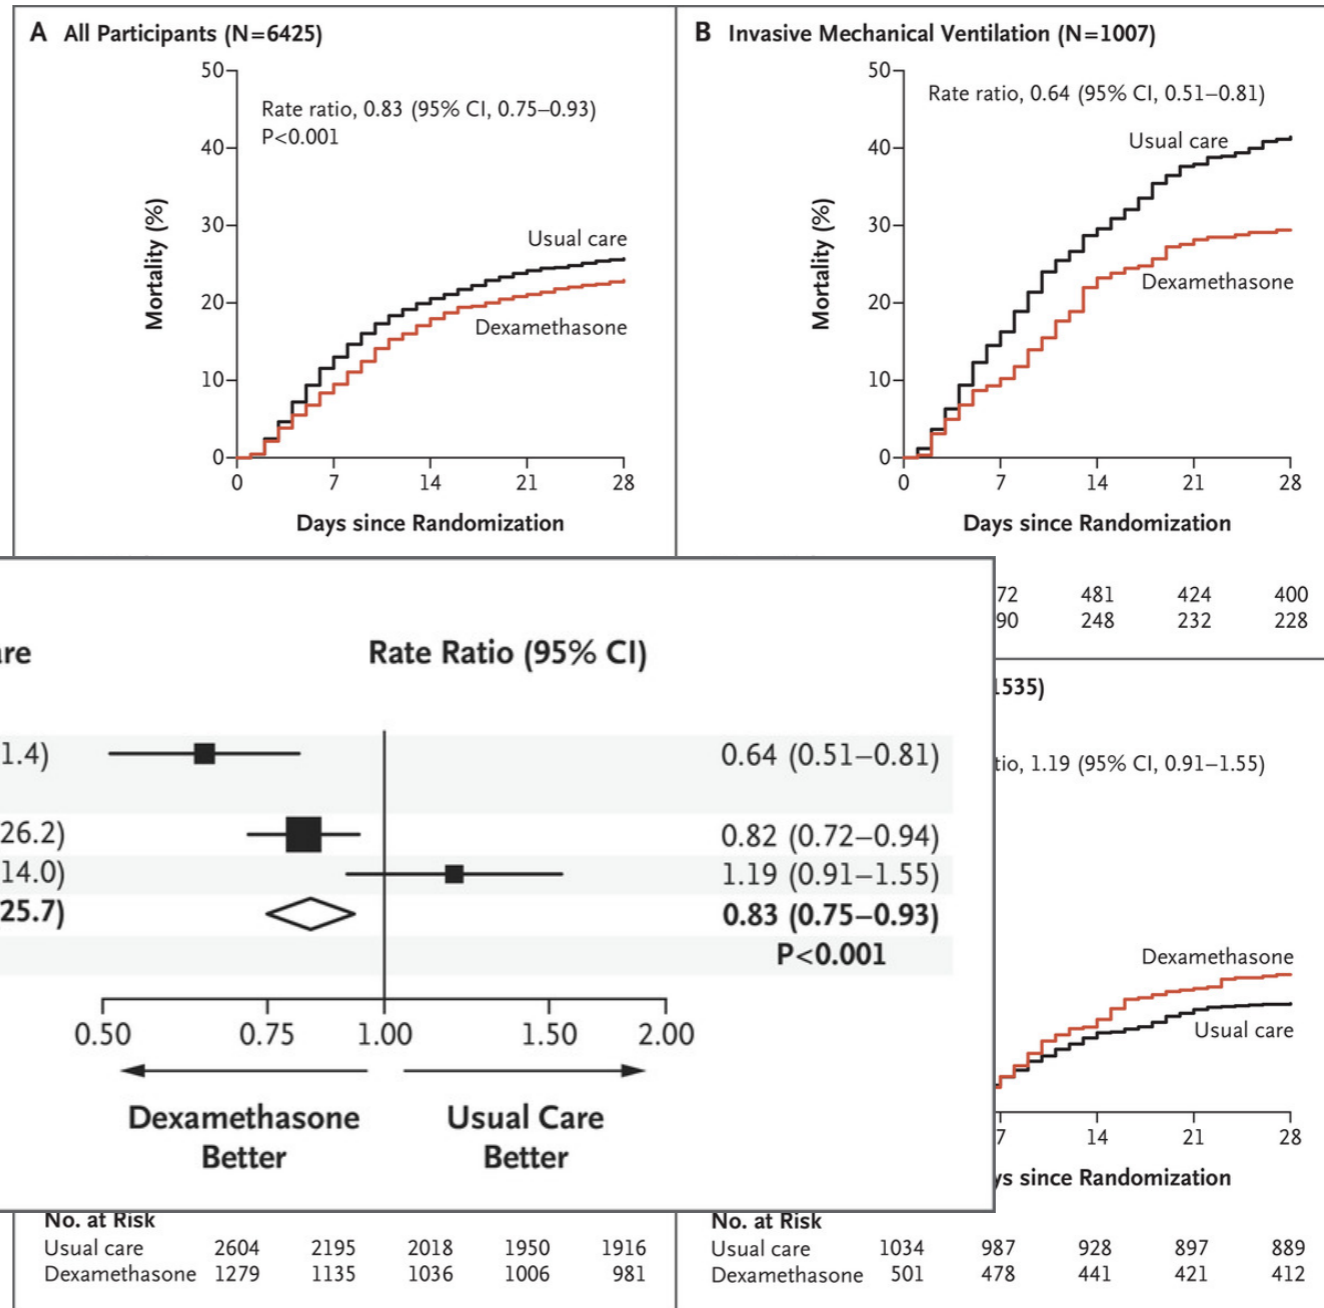 A All Participants (N=6425)
50
Rate ratio, 0.83 (95% CI, 0.75–0.93)
P<0.001
40
30
20
10
0
Mortality (%)
Usual care
Dexamethasone
0 7 14 21 28
Days since Randomization
B Invasive Mechanical Ventilation (N=1007)
50
Rate ratio, 0.64 (95% CI, 0.51–0.81)
40
30
20
10
0
Mortality (%)
Usual care
Dexamethasone
0 7 14 21 28
Days since Randomization
72 481 424 400
90 248 232 228
Rate Ratio (95% CI)
1.4) 0.64 (0.51–0.81)
26.2) 0.82 (0.72–0.94)
14.0) 1.19 (0.91–1.55)
25.7) 0.83 (0.75–0.93)
P<0.001
0.50 0.75 1.00 1.50 2.00
Dexamethasone Better
Usual Care Better
1535)
tio, 1.19 (95% CI, 0.91–1.55)
Dexamethasone
Usual care
7 14 21 28
ys since Randomization
No. at Risk
Usual care 2604 2195 2018 1950 1916
Dexamethasone 1279 1135 1036 1006 981
No. at Risk
Usual care 1034 987 928 897 889
Dexamethasone 501 478 441 421 412